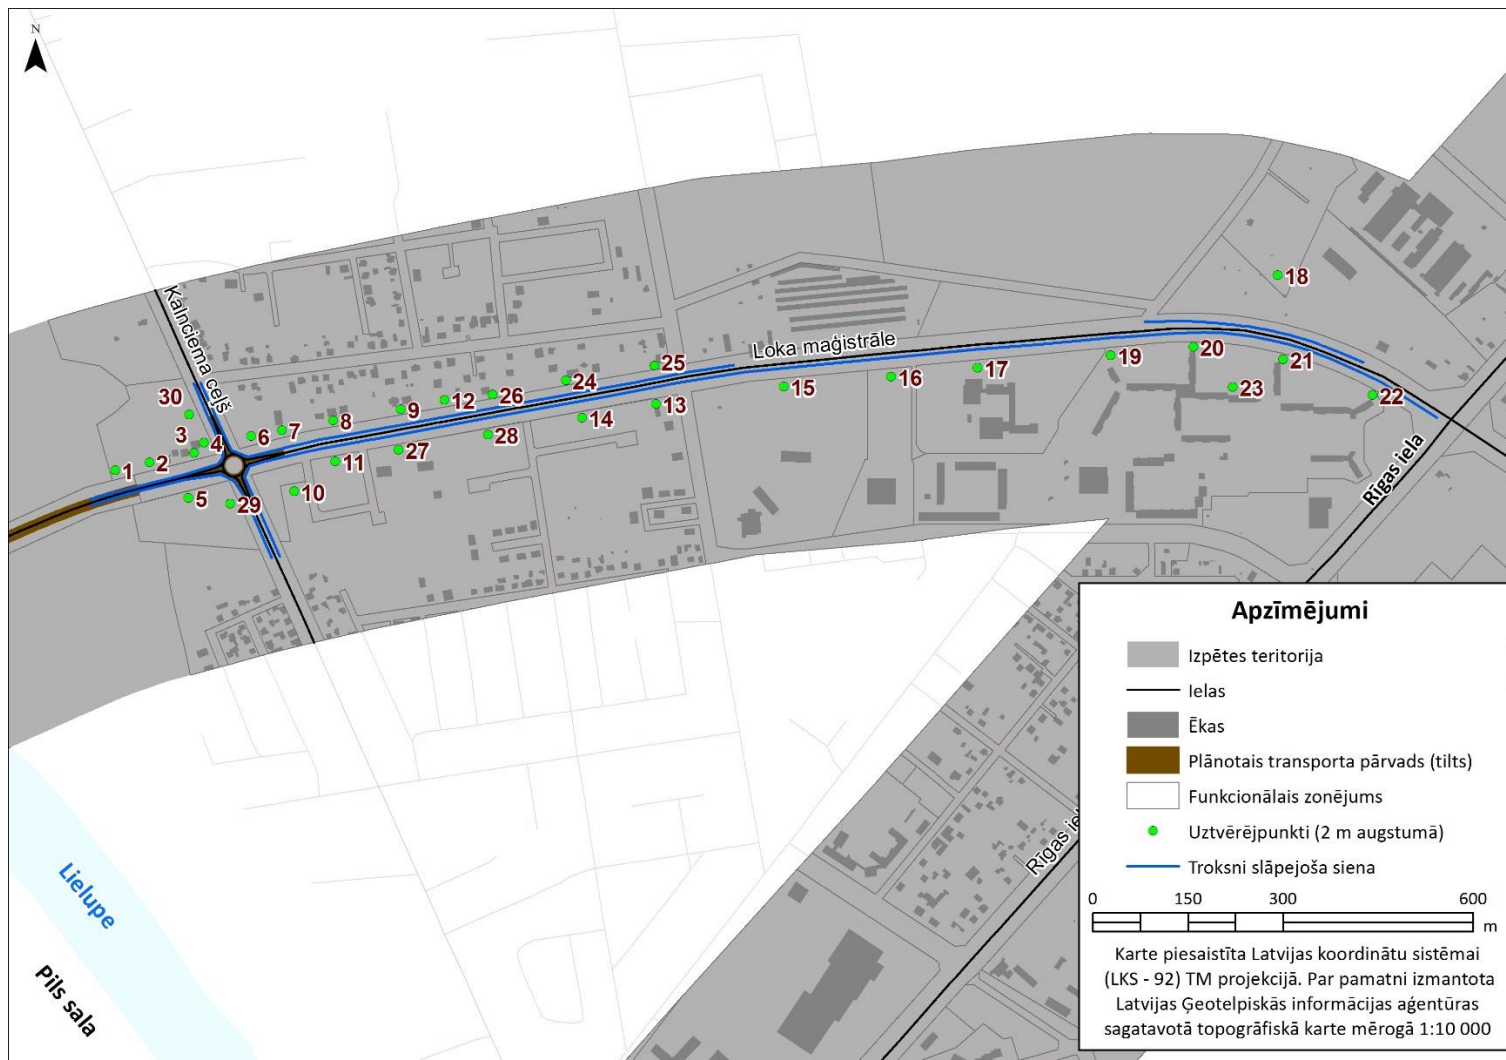 N
Kalnciema ceļš
Loka maģistrāle
18
25
20
19
21
24
17
16
15
26
12
23
22
13
9
30
8
14
7
6
3
4
28
27
2
1
11
5
10
29
Rīgas iela
Rīgas iel
Lielupe
Pils sala
Apzīmējumi
Izpētes teritorija
Ielas
Ēkas
Plānotais transporta pārvads (tilts)
Funkcionālais zonējums
Uztvērējpunkti (2 m augstumā)
Troksni slāpejoša siena
0 150 300 600
m
Karte piesaistīta Latvijas koordinātu sistēmai
(LKS - 92) TM projekcijā. Par pamatni izmantota
Latvijas Ģeotelpiskās informācijas aģentūras
sagatavotā topogrāfiskā karte mērogā 1:10 000